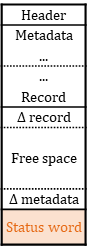 Header
Metadata
...
...
Record
Δ record
Free space
Δ metadata
Status word